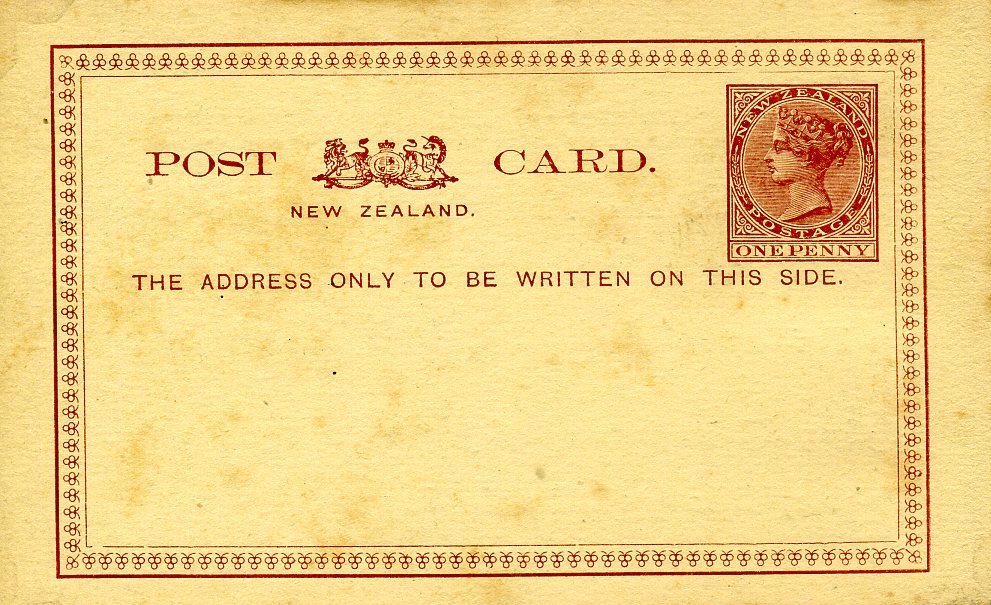 POST CARD.
NEW ZEALAND.
NEW ZEALAND
POSTAGE
ONE PENNY
THE ADDRESS ONLY TO BE WRITTEN ON THIS SIDE.